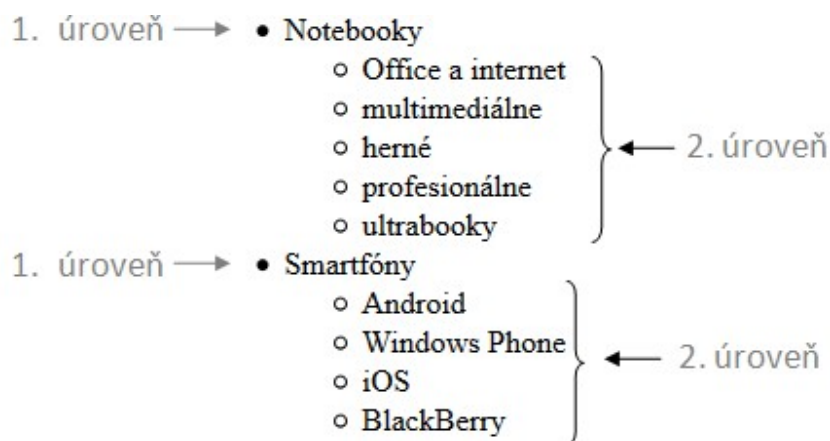 1. úroveň
Notebooky
Office a internet
multimediálne
herné
2. úroveň
profesionálne
ultrabooky
1. úroveň
Smartfóny
Android
Windows Phone
2. úroveň
iOS
BlackBerry